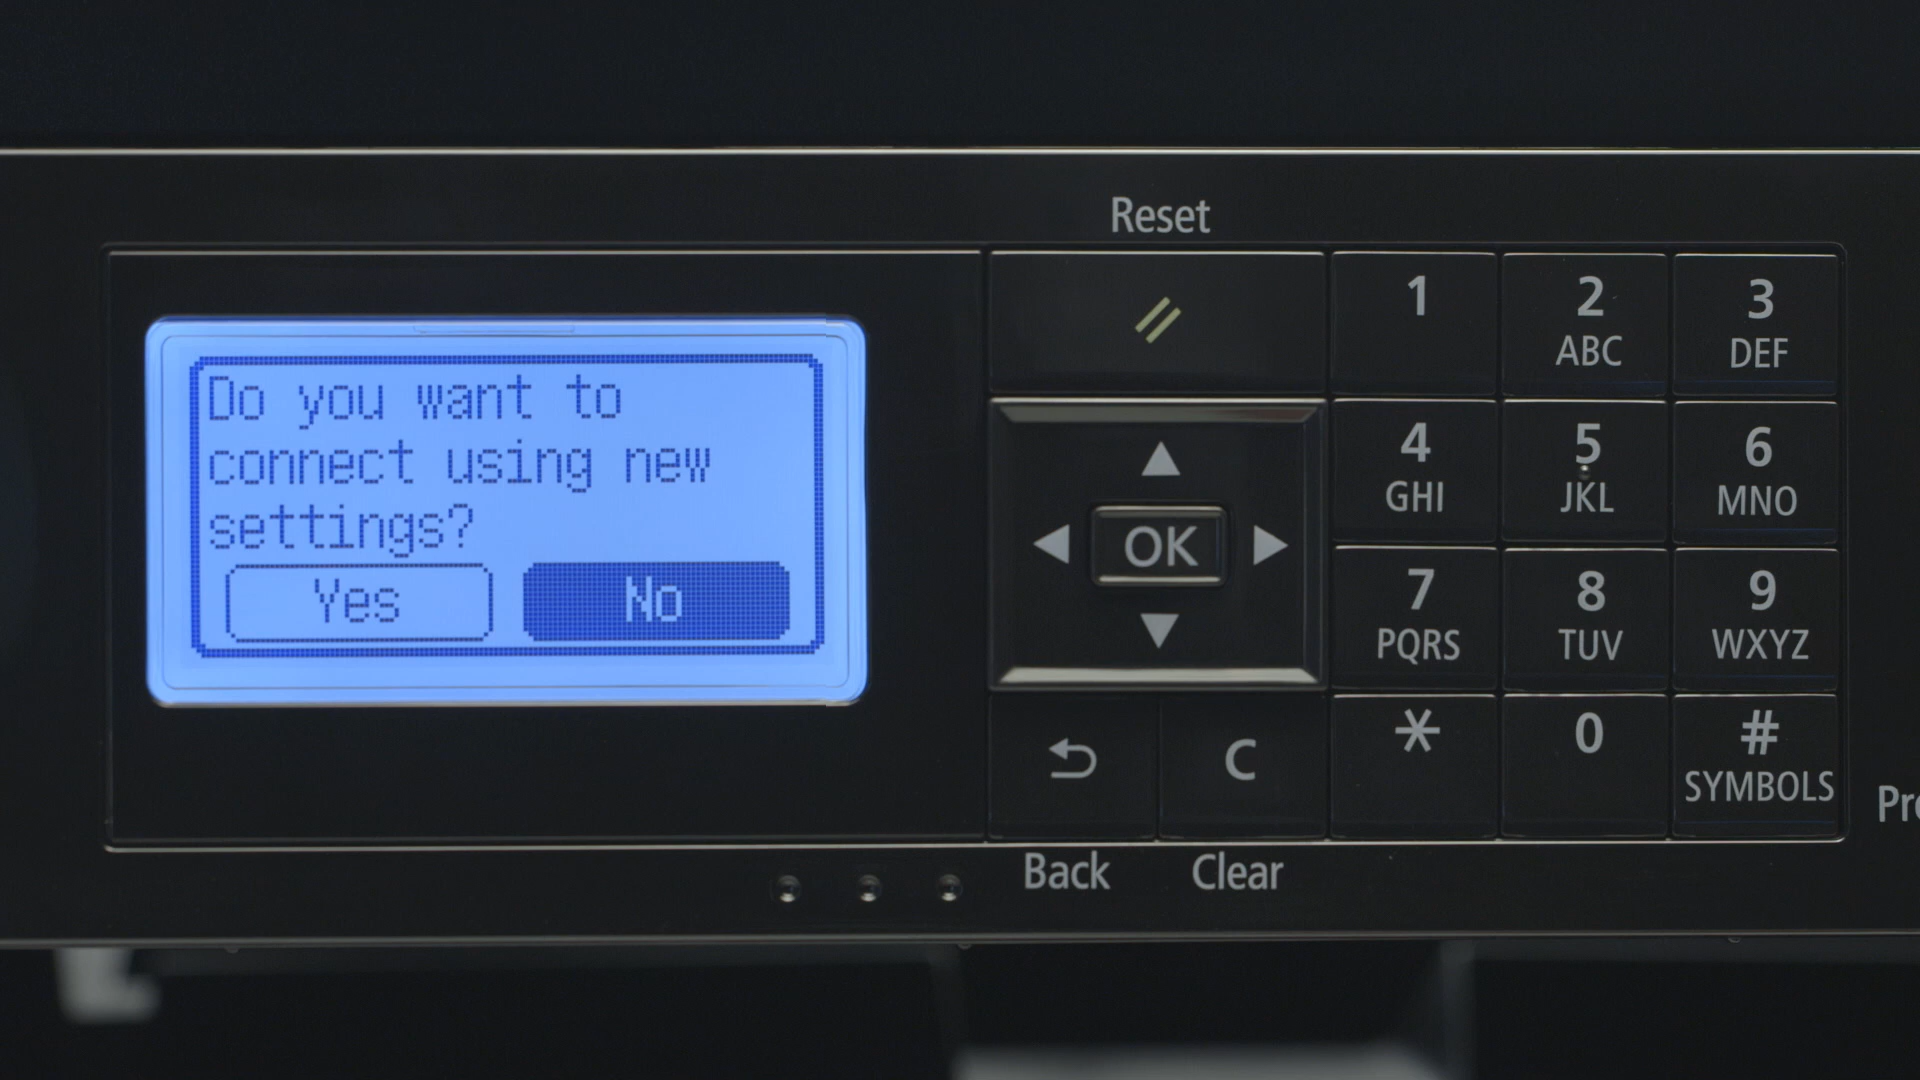 Reset
Do you want to
connect using new
settings?
Yes No
1
2
ABC
3
DEF
4
GHI
5
JKL
6
MNO
OK
7
PQRS
8
TUV
9
WXYZ
C
*
0
#
SYMBOLS
Back
Clear